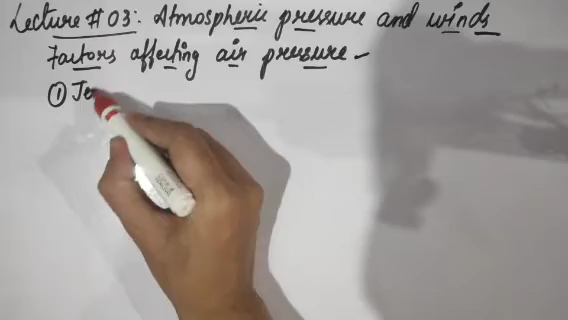 Lecture # 03: Atmospheric pressure and winds
Factors affecting air pressure -
① Te